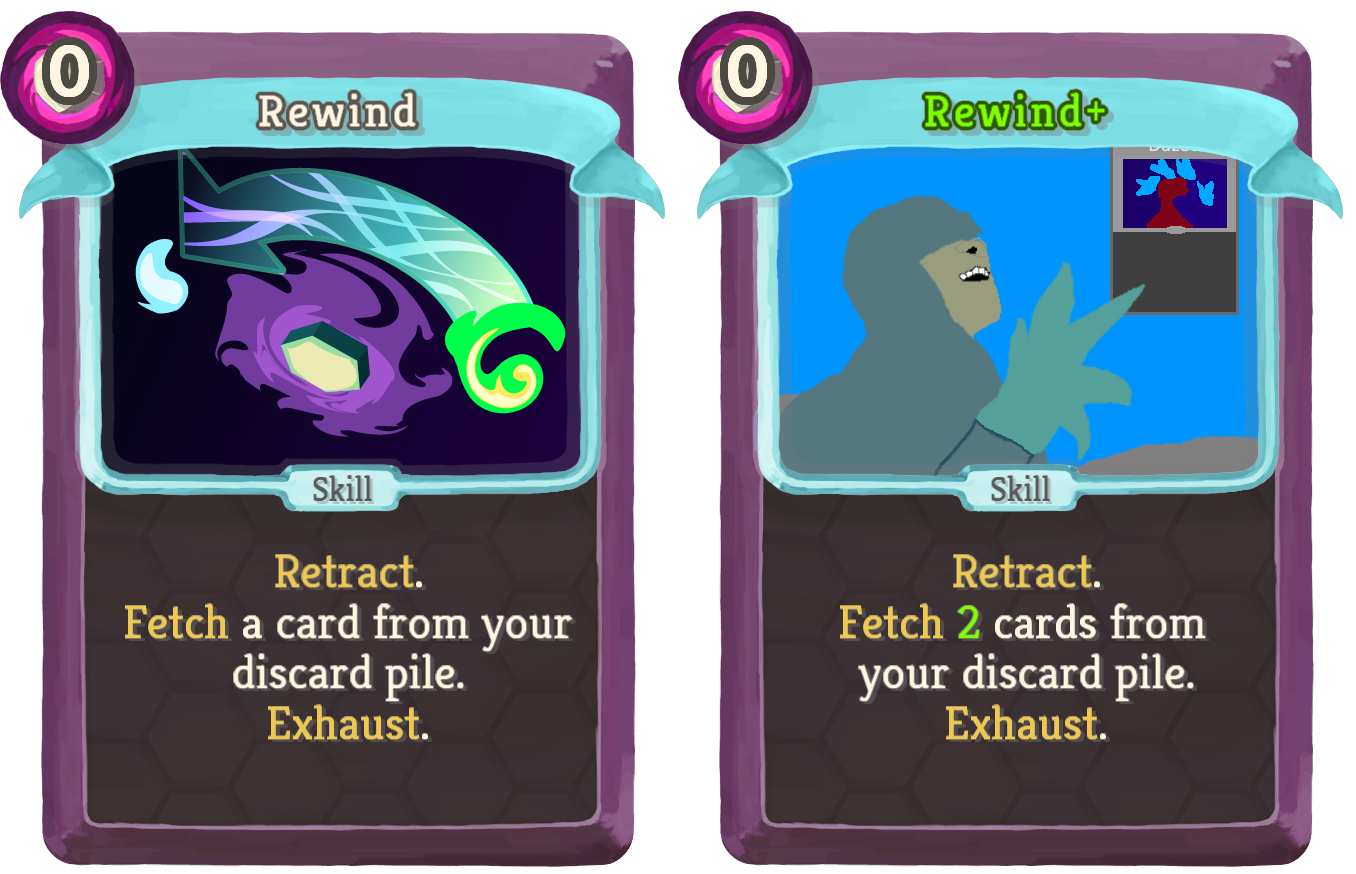 0
Rewind
Skill
Retract.
Fetch a card from your
discard pile.
Exhaust.
0
Rewind+
Skill
Retract.
Fetch 2 cards from
your discard pile.
Exhaust.